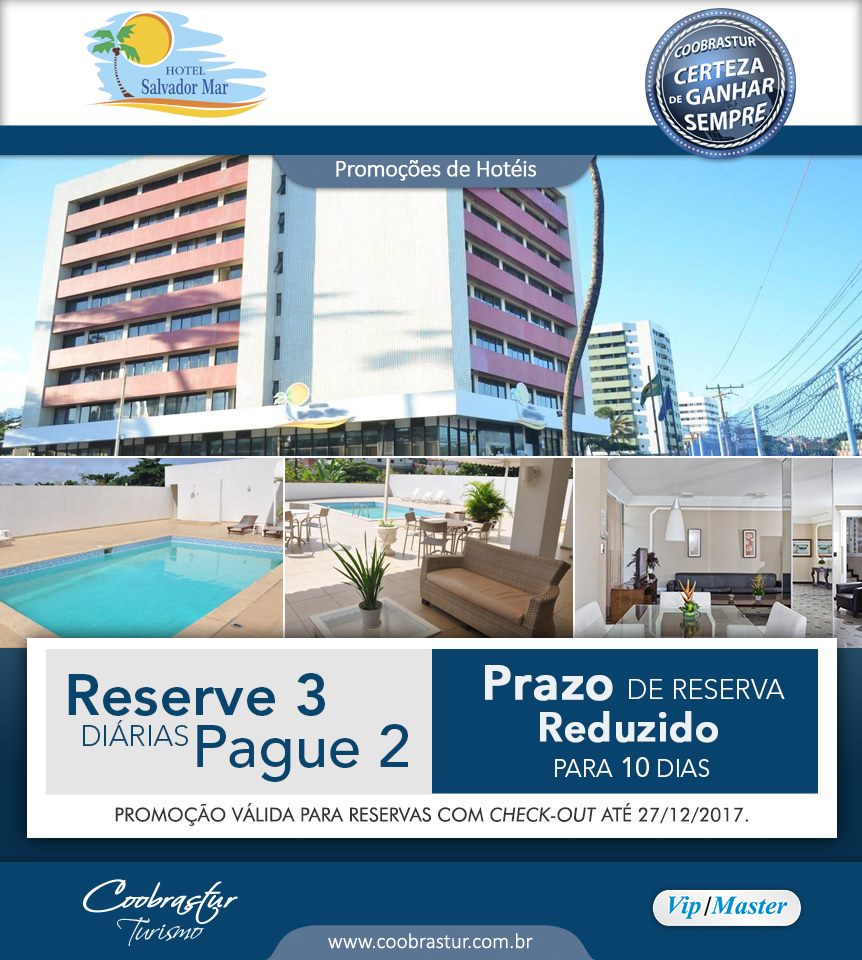 HOTEL
Salvador Mar
COOBRASTUR
CERTEZA
DE GANHAR
SEMPRE
Promoções de Hotéis
Reserve 3
DIÁRIAS Pague 2
Prazo DE RESERVA
Reduzido
PARA 10 DIAS
PROMOÇÃO VÁLIDA PARA RESERVAS COM CHECK-OUT ATÉ 27/12/2017.
Coobrastur
Turismo
Vip/Master
www.coobrastur.com.br